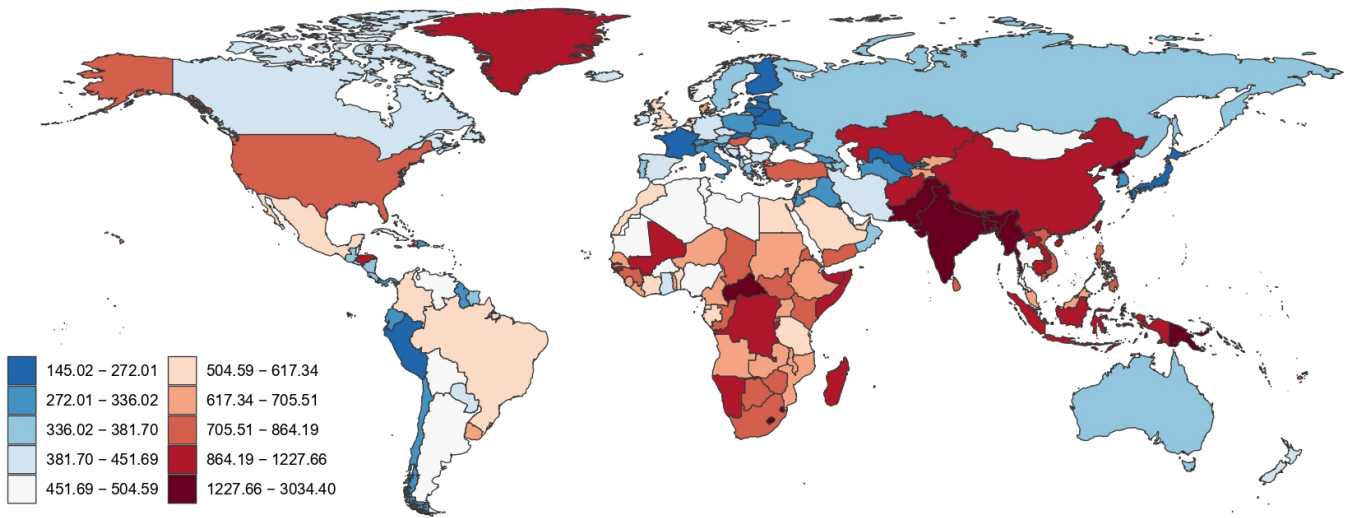 145.02 – 272.01
272.01 – 336.02
336.02 – 381.70
381.70 – 451.69
451.69 – 504.59
504.59 – 617.34
617.34 – 705.51
705.51 – 864.19
864.19 – 1227.66
1227.66 – 3034.40